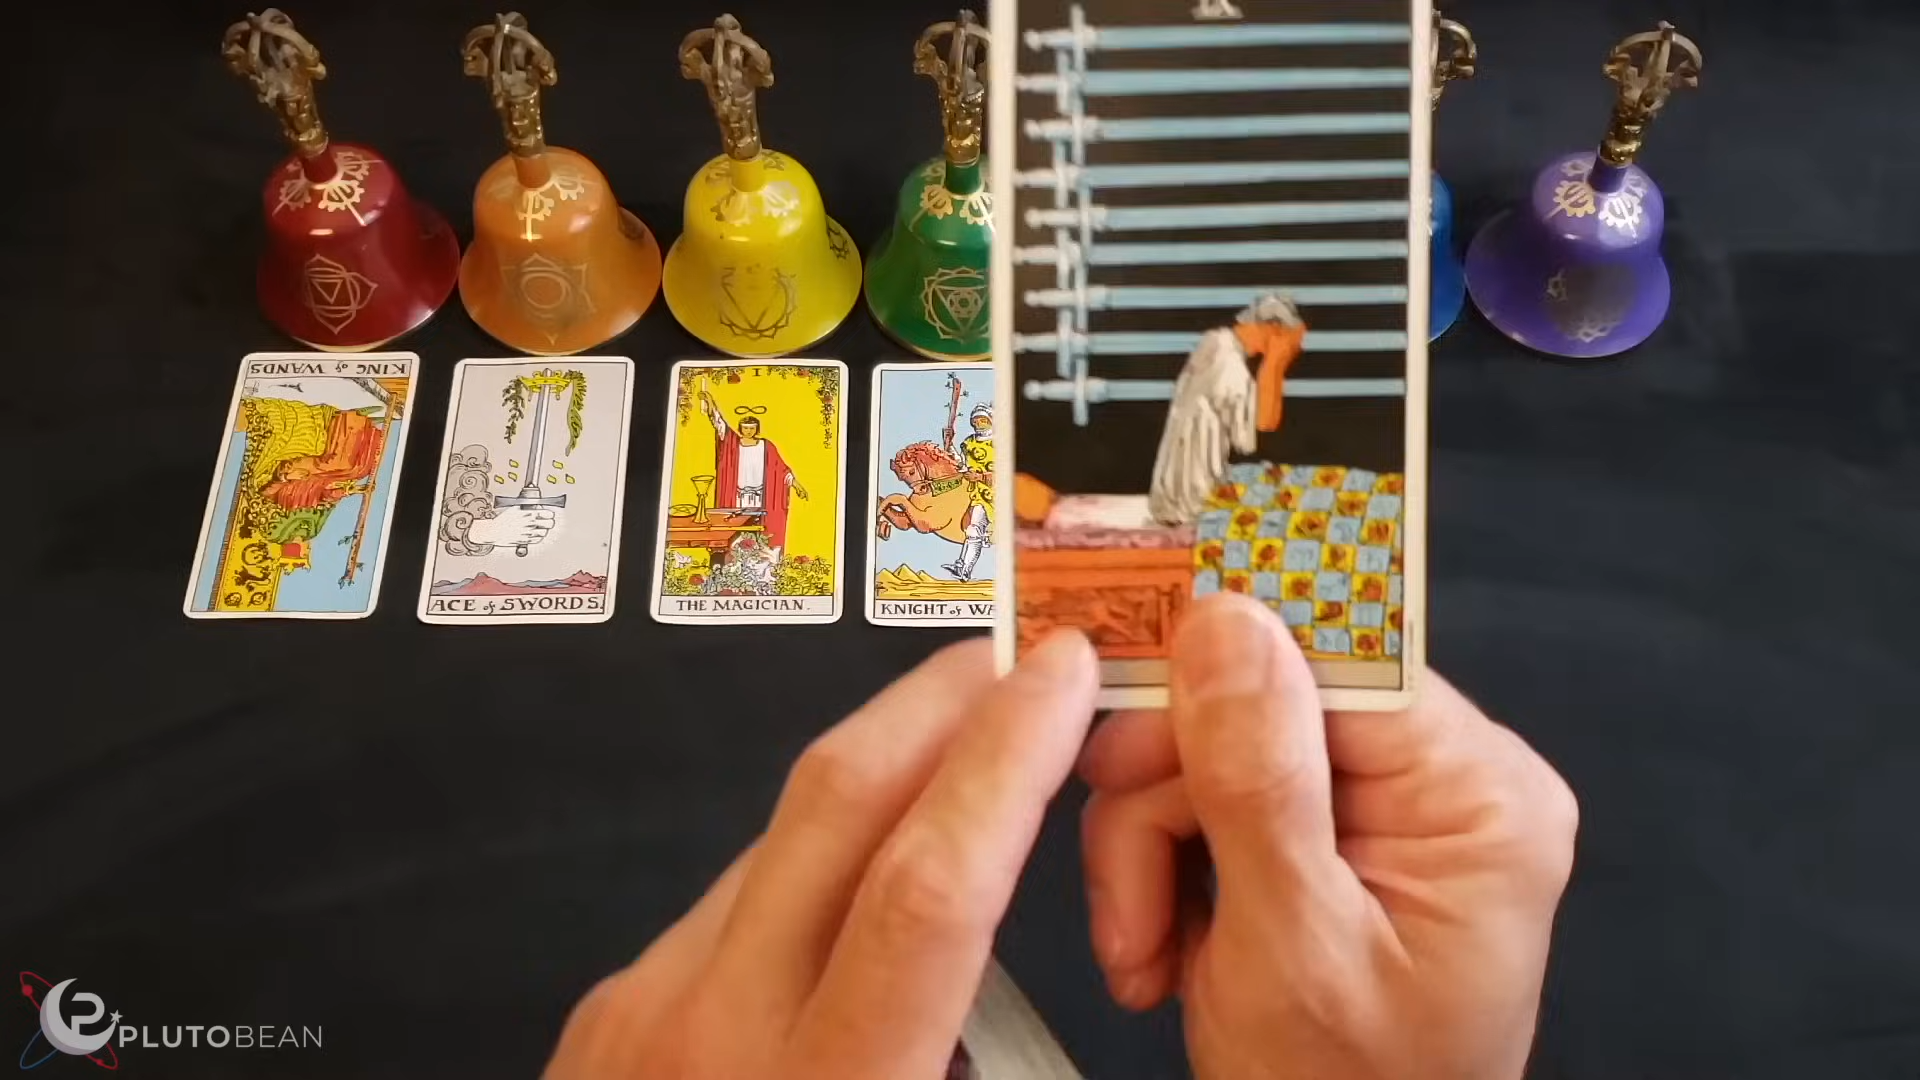 IX
KING of WANDS
ACE of SWORDS.
I
THE MAGICIAN.
KNIGHT of WA
PLUTOBEAN